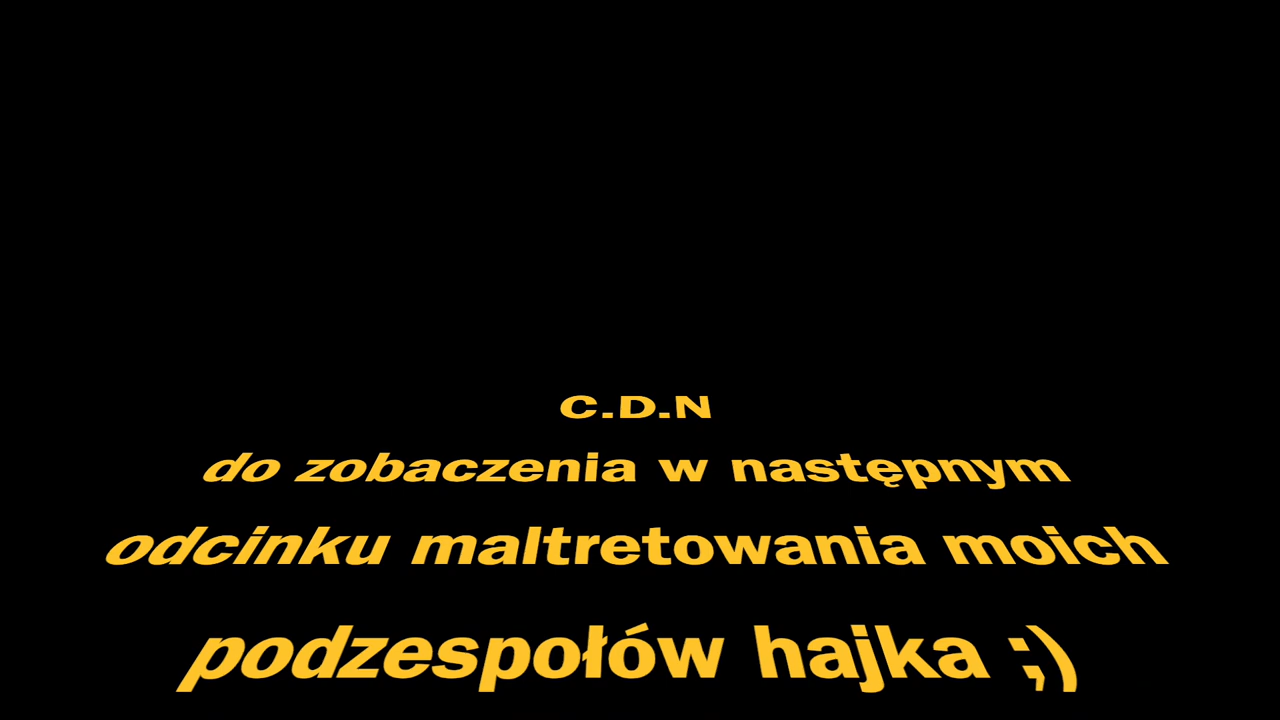 C.D.N
do zobaczenia w następnym
odcinku maltretowania moich
podzespołów hajka ;)